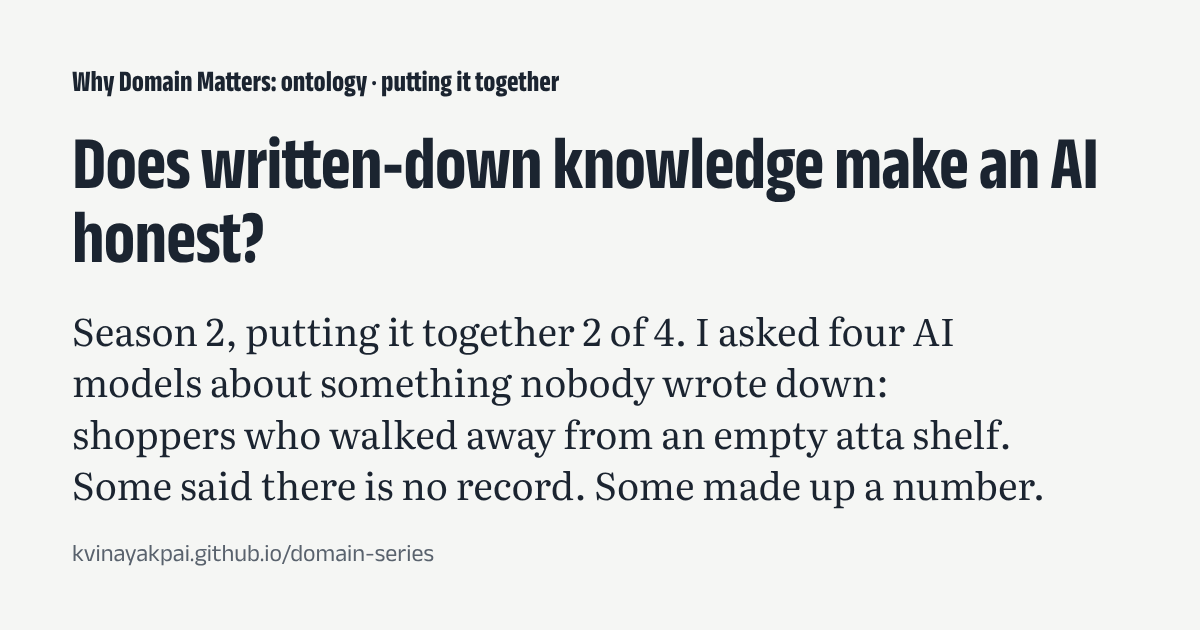 Why Domain Matters: ontology · putting it together
Does written-down knowledge make an AI
honest?
Season 2, putting it together 2 of 4. I asked four AI
models about something nobody wrote down:
shoppers who walked away from an empty atta shelf.
Some said there is no record. Some made up a number.
kvinayakpai.github.io/domain-series